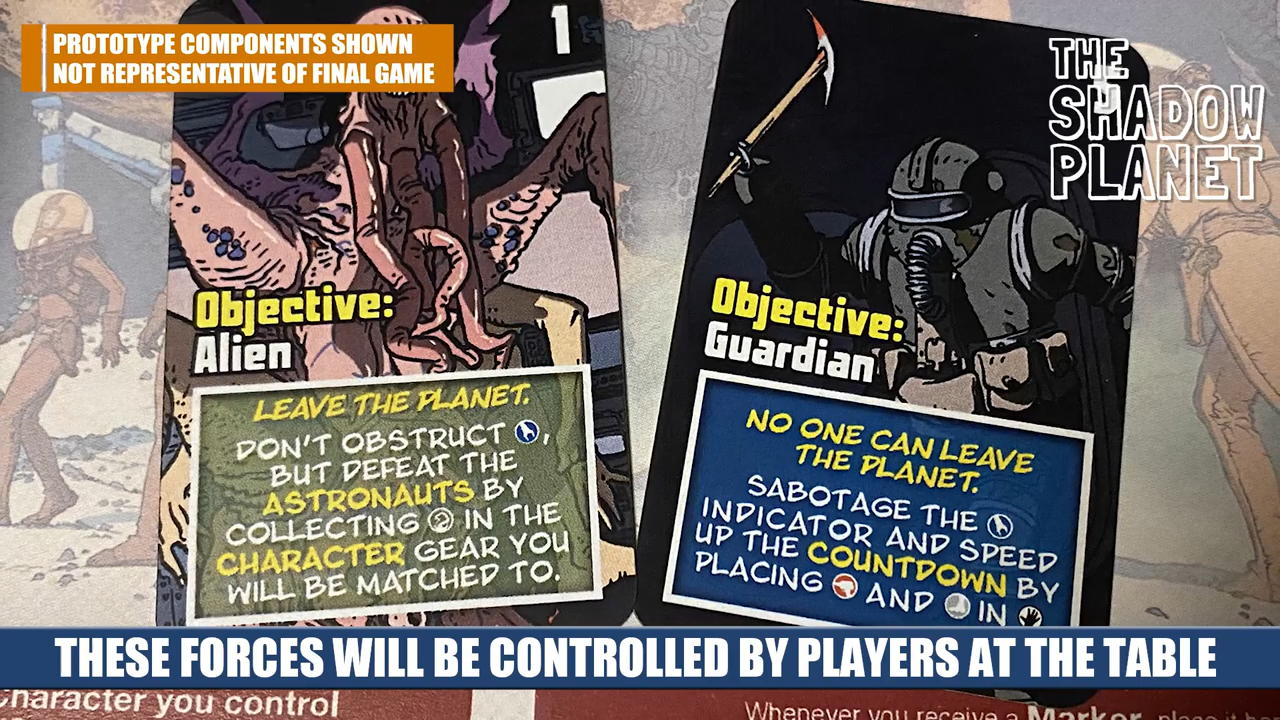 PROTOTYPE COMPONENTS SHOWN
NOT REPRESENTATIVE OF FINAL GAME
THE
SHADOW
PLANET
1
Objective:
Alien
LEAVE THE PLANET.
DON'T OBSTRUCT ,
BUT DEFEAT THE
ASTRONAUTS BY
COLLECTING IN THE
CHARACTER GEAR YOU
WILL BE MATCHED TO.
Objective:
Guardian
NO ONE CAN LEAVE
THE PLANET.
SABOTAGE THE
INDICATOR AND SPEED
UP THE COUNTDOWN BY
PLACING AND IN
THESE FORCES WILL BE CONTROLLED BY PLAYERS AT THE TABLE
character you control
Whenever you receive a Marker, place it